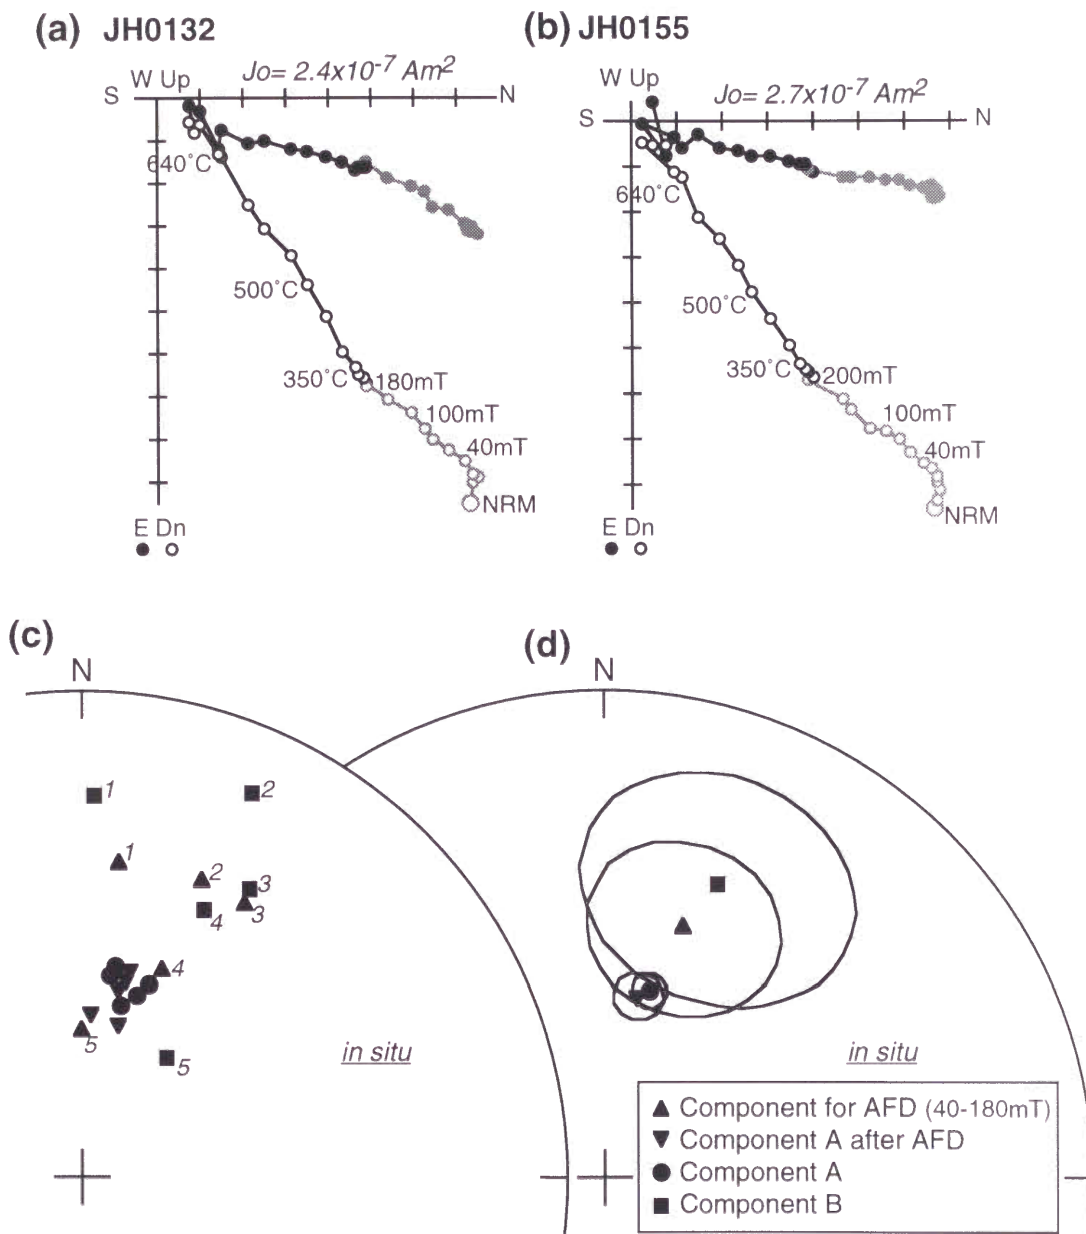 (a) JH0132
W Up
Jo= 2.4x10⁻⁷ Am²
S
N
640°C
500°C
350°C
180mT
100mT
40mT
NRM
E Dn
(b) JH0155
W Up
Jo= 2.7x10⁻⁷ Am²
S
N
640°C
500°C
350°C
200mT
100mT
40mT
NRM
E Dn
(c)
N
1
2
1
2
3
3
4
4
5
5
in situ
(d)
N
in situ
Component for AFD (40-180mT)
Component A after AFD
Component A
Component B